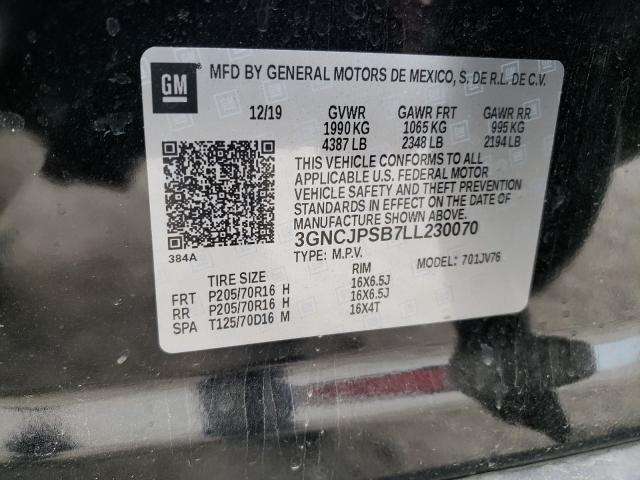 GM
MFD BY GENERAL MOTORS DE MEXICO, S. DE R.L. DE C.V.
12/19 GVWR GAWR FRT GAWR RR
1990 KG 1065 KG 995 KG
4387 LB 2348 LB 2194 LB
THIS VEHICLE CONFORMS TO ALL
APPLICABLE U.S. FEDERAL MOTOR
VEHICLE SAFETY AND THEFT PREVENTION
STANDARDS IN EFFECT ON THE DATE OF
MANUFACTURE SHOWN ABOVE.
3GNCJPSB7LL230070
384A
TYPE: M.P.V. MODEL: 701JV76
TIRE SIZE RIM
FRT P205/70R16 H 16X6.5J
RR P205/70R16 H 16X6.5J
SPA T125/70D16 M 16X4T